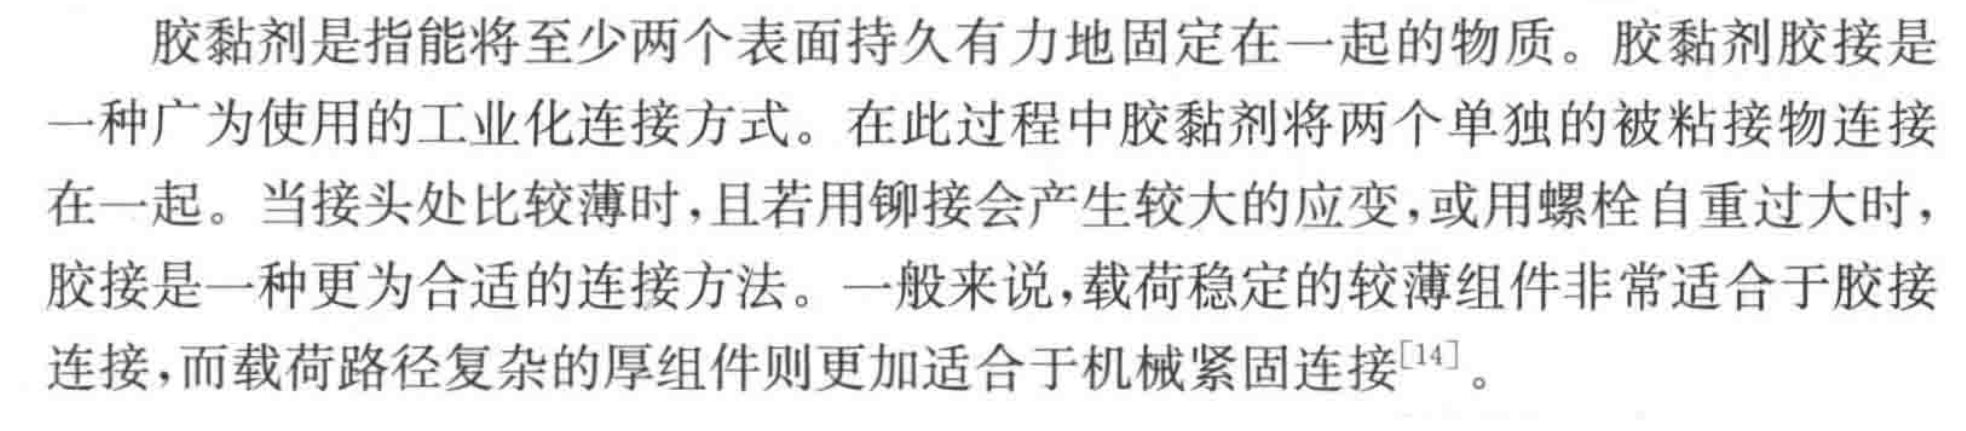 胶黏剂是指能将至少两个表面持久有力地固定在一起的物质。胶黏剂胶接是
一种广为使用的工业化连接方式。在此过程中胶黏剂将两个单独的被粘接物连接
在一起。当接头处比较薄时,且若用铆接会产生较大的应变,或用螺栓自重过大时,
胶接是一种更为合适的连接方法。一般来说,载荷稳定的较薄组件非常适合于胶接
连接,而载荷路径复杂的厚组件则更加适合于机械紧固连接[14]。